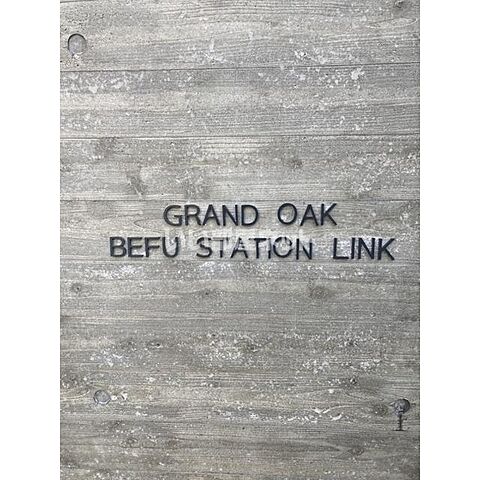 GRAND OAK
BEFU STATION LINK